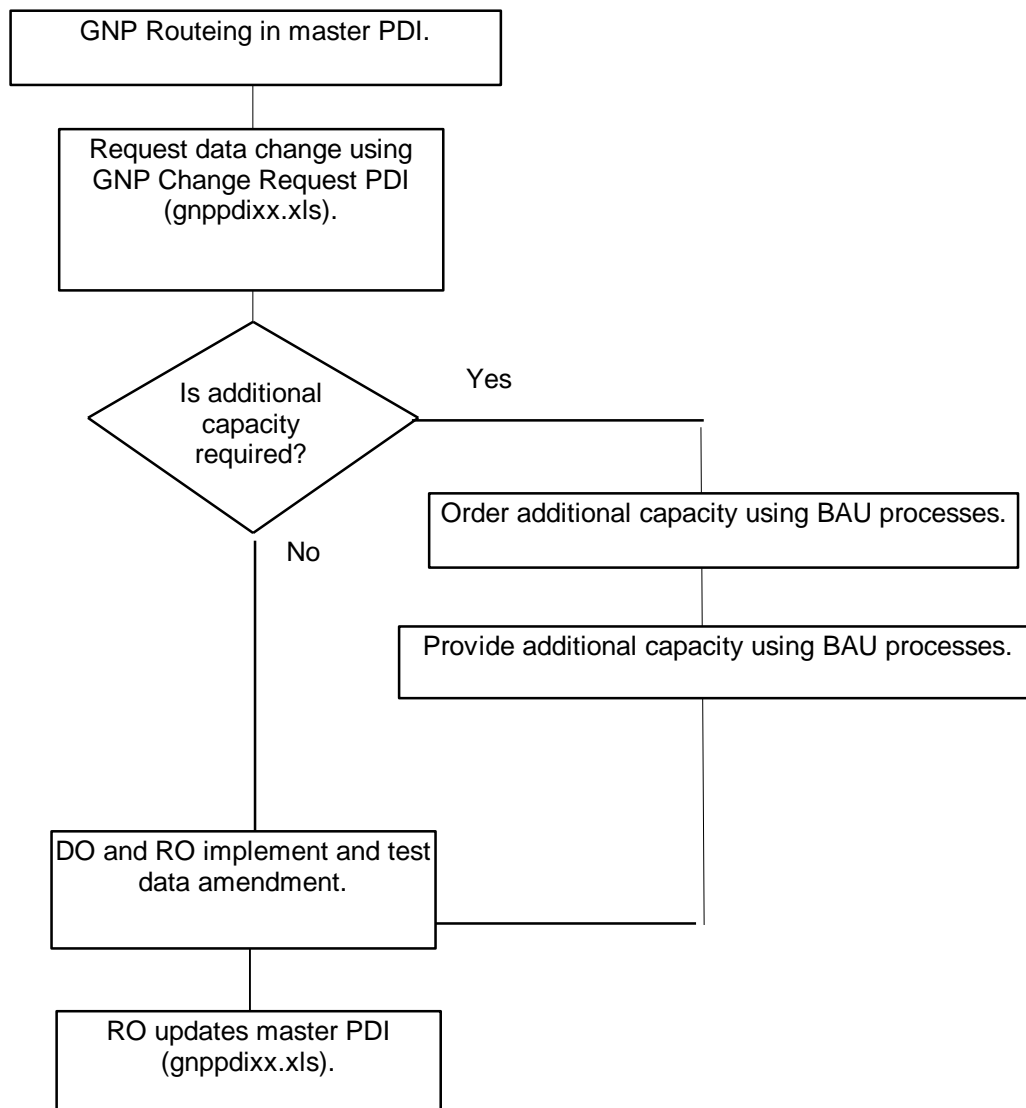 GNP Routeing in master PDI.
Request data change using
GNP Change Request PDI
(gnppdixx.xls).
Is additional
capacity
required?
Yes
Order additional capacity using BAU processes.
No
Provide additional capacity using BAU processes.
DO and RO implement and test
data amendment.
RO updates master PDI
(gnppdixx.xls).